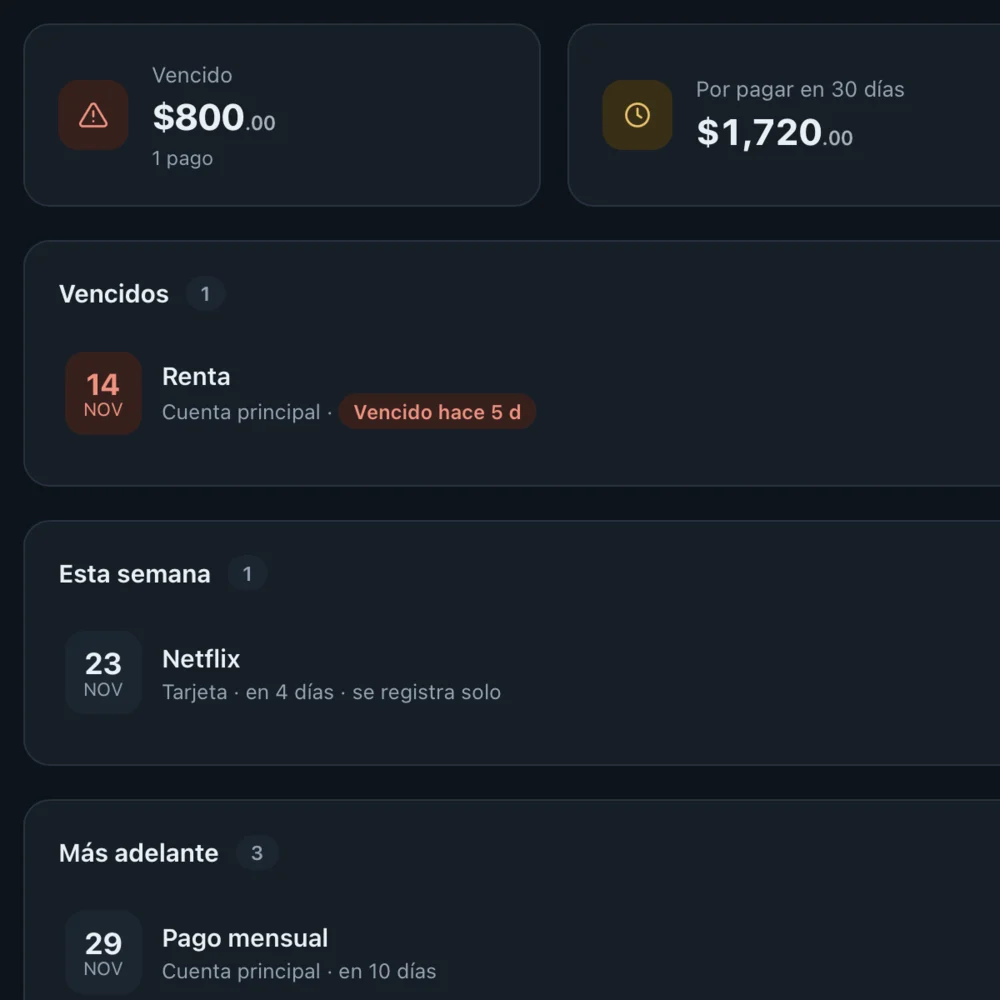 Vencido
$800.00
1 pago
Por pagar en 30 días
$1,720.00
Vencidos 1
14 NOV
Renta
Cuenta principal · Vencido hace 5 d
Esta semana 1
23 NOV
Netflix
Tarjeta · en 4 días · se registra solo
Más adelante 3
29 NOV
Pago mensual
Cuenta principal · en 10 días